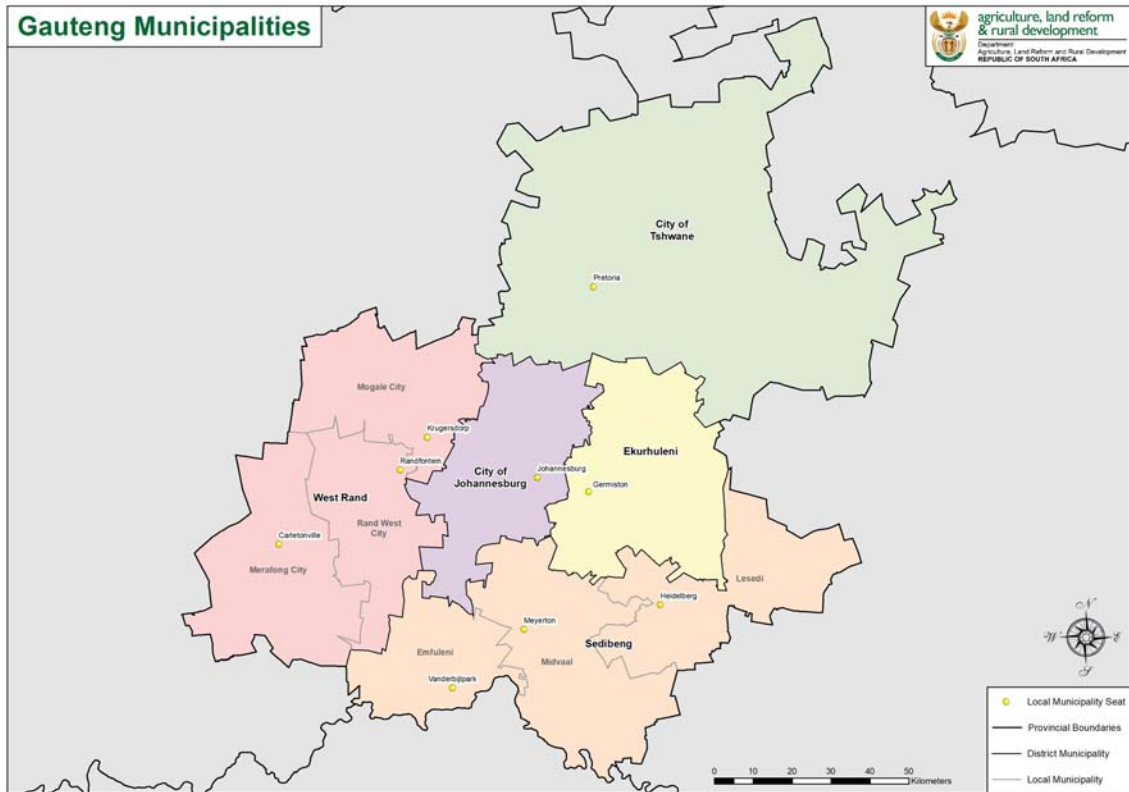 Gauteng Municipalities
agriculture, land reform
& rural development
Department:
Agriculture, Land Reform and Rural Development
REPUBLIC OF SOUTH AFRICA
City of
Tshwane
Pretoria
Mogale City
Krugersdorp
Randfontein
City of
Johannesburg
Johannesburg
Ekurhuleni
Germiston
West Rand
Rand West
City
Carletonville
Merafong City
Lesedi
Heidelberg
Meyerton
Sedibeng
Emfuleni
Midvaal
Vanderbijlpark
N
W
E
S
Local Municipality Seat
Provincial Boundaries
District Municipality
Local Municipality
0 10 20 30 40 50
Kilometers